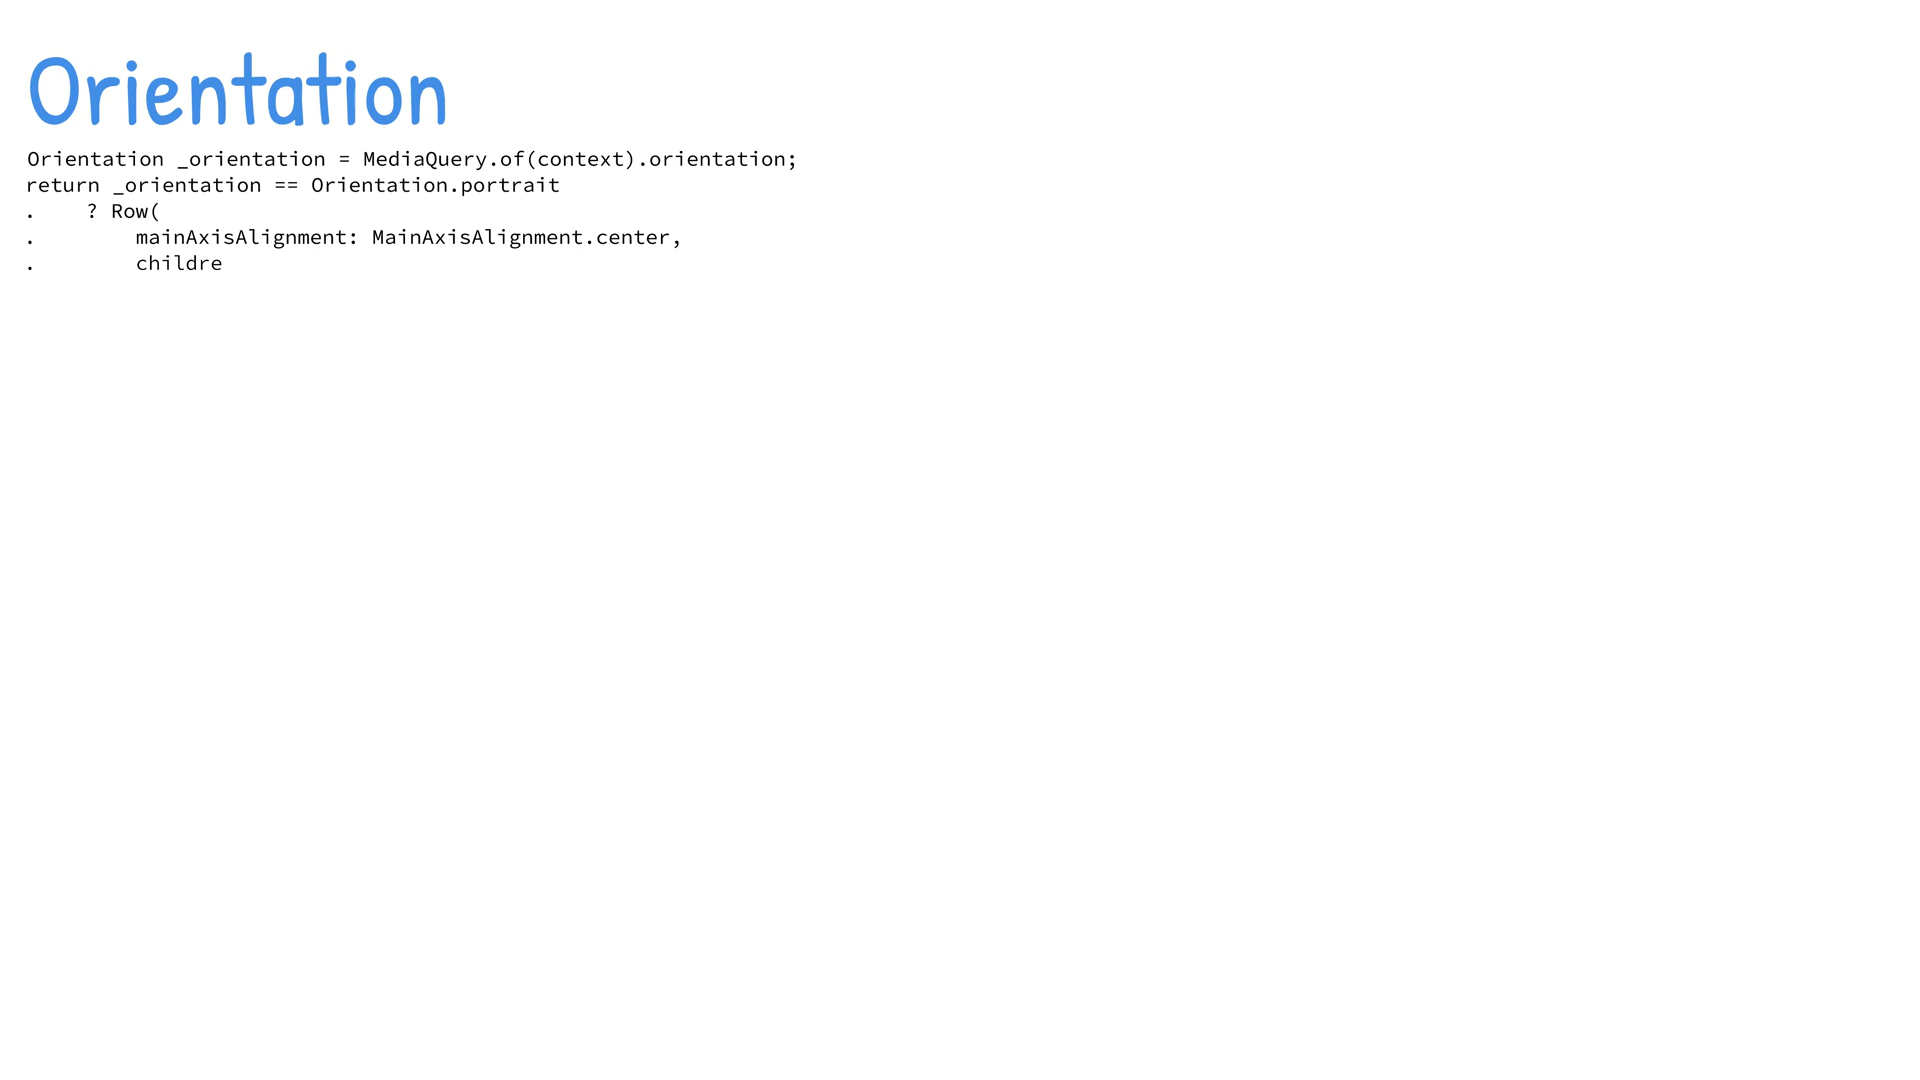 Orientation
Orientation _orientation = MediaQuery.of(context).orientation;
return _orientation == Orientation.portrait
.    ? Row(
.        mainAxisAlignment: MainAxisAlignment.center,
.        childre